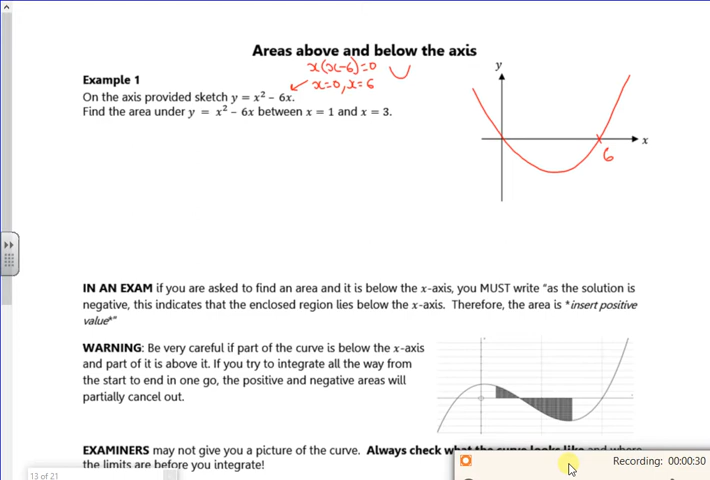 Areas above and below the axis
x(x-6)=0
Example 1
x=0, x=6
On the axis provided sketch y = x² – 6x.
Find the area under y = x² – 6x between x = 1 and x = 3.
y
x
6
IN AN EXAM if you are asked to find an area and it is below the x-axis, you MUST write "as the solution is
negative, this indicates that the enclosed region lies below the x-axis. Therefore, the area is *insert positive
value*"
WARNING: Be very careful if part of the curve is below the x-axis
and part of it is above it. If you try to integrate all the way from
the start to end in one go, the positive and negative areas will
partially cancel out.
EXAMINERS may not give you a picture of the curve. Always check what the curve looks like and where
the limits are before you integrate!
13 of 21
Recording: 00:00:30